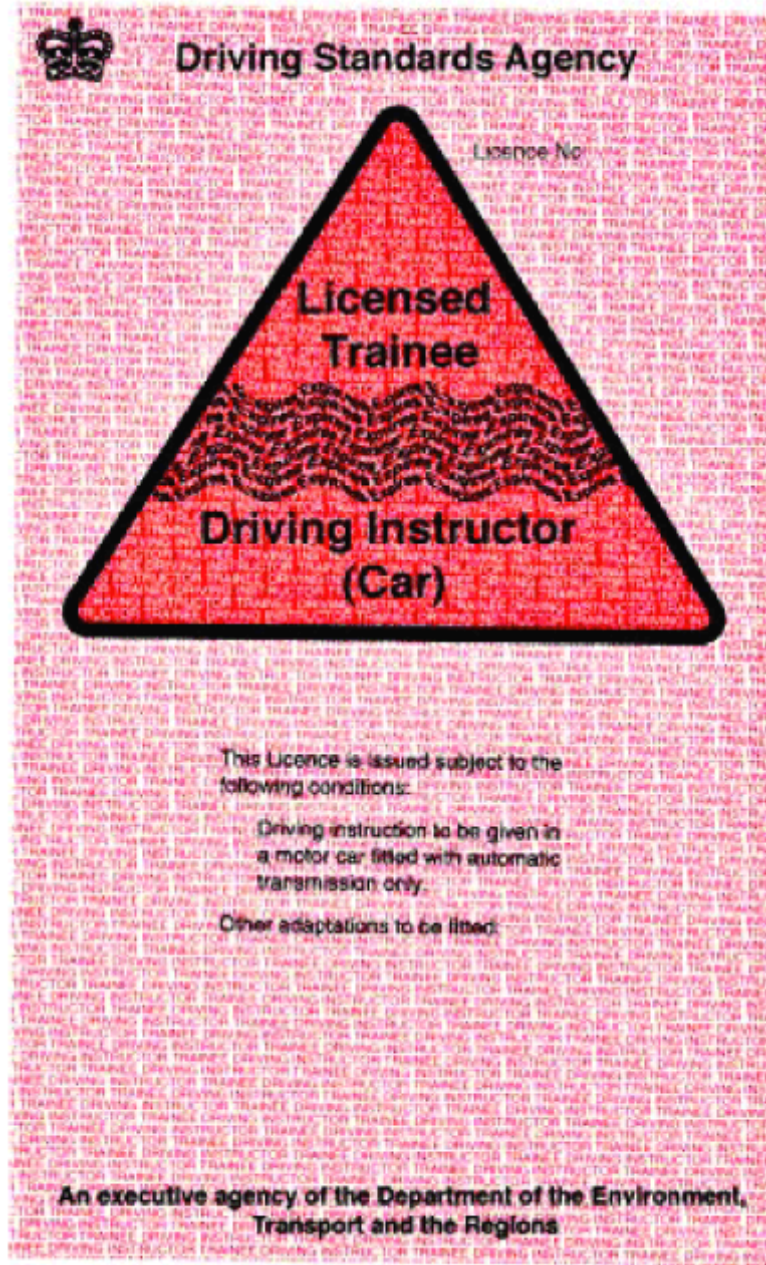 Driving Standards Agency
Licence No
Licensed
Trainee
Driving Instructor
(Car)
This Licence is issued subject to the
following conditions:
Driving instruction to be given in
a motor car fitted with automatic
transmission only.
Other adaptations to be fitted:
An executive agency of the Department of the Environment,
Transport and the Regions